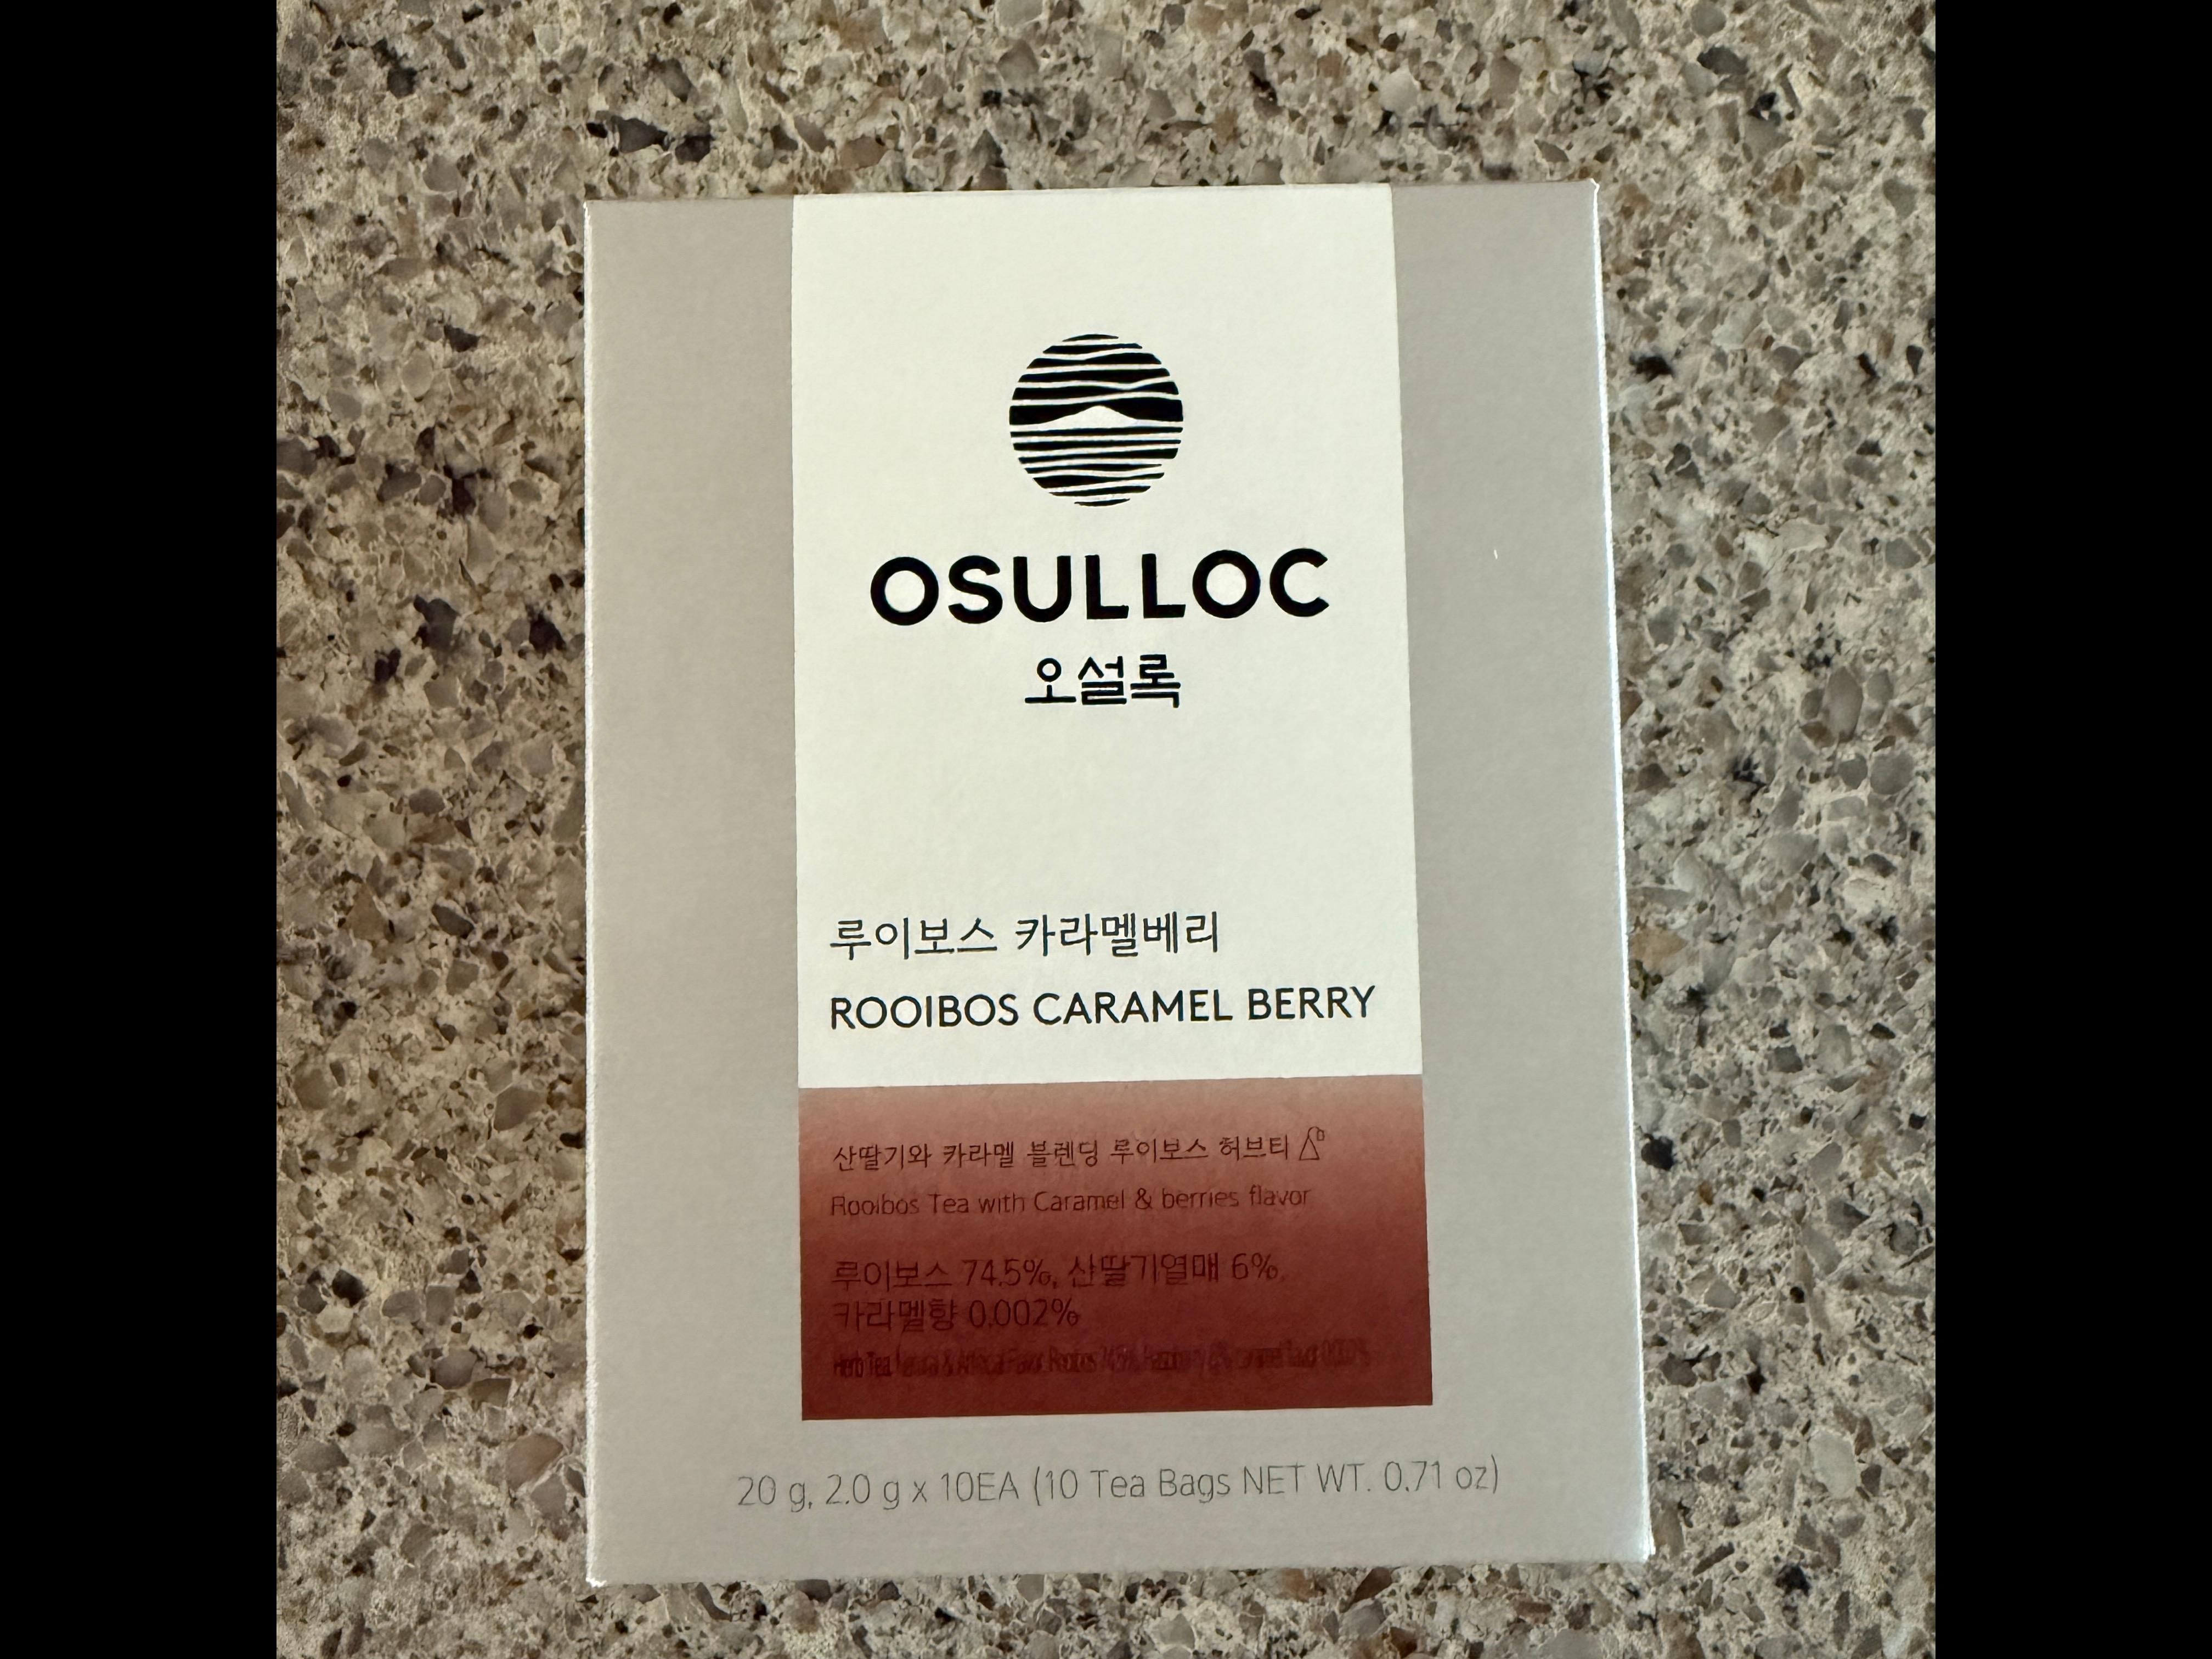 OSULLOC
오설록
루이보스 카라멜베리
ROOIBOS CARAMEL BERRY
산딸기와 카라멜 블렌딩 루이보스 허브티
Rooibos Tea with Caramel & berries flavor
루이보스 74.5%, 산딸기열매 6%,
카라멜향 0.002%
Herb Tea
20 g, 2.0 g x 10EA (10 Tea Bags NET WT. 0.71 oz)